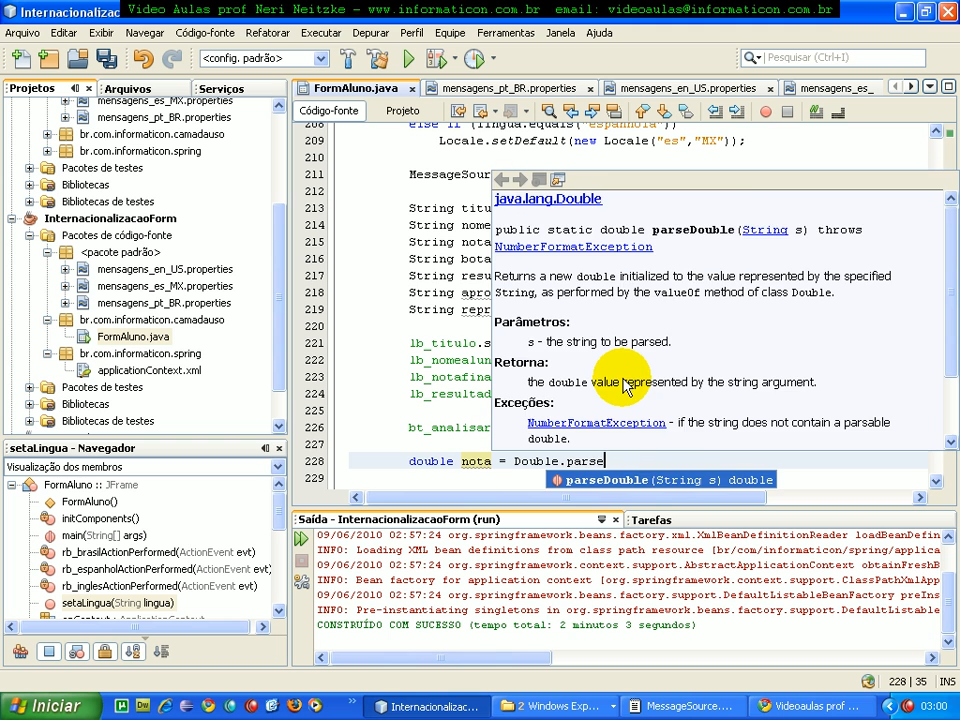 Internacionalizac
Video Aulas prof Neri Neitzke – www.informaticon.com.br email: videoaulas@informaticon.com.br
Arquivo Editar Exibir Navegar Código-fonte Refatorar Executar Depurar Perfil Equipe Ferramentas Janela Ajuda
<config. padrão>
Pesquisar (Ctrl+I)
Projetos Arquivos Serviços
FormAluno.java mensagens_pt_BR.properties mensagens_en_US.properties mensagens_es_
Código-fonte Projeto
mensagens_es_MX.properties
mensagens_pt_BR.properties
br.com.informaticon.camadauso
br.com.informaticon.spring
Pacotes de testes
Bibliotecas
Bibliotecas de testes
InternacionalizacaoForm
Pacotes de código-fonte
<pacote padrão>
mensagens_en_US.properties
mensagens_es_MX.properties
mensagens_pt_BR.properties
br.com.informaticon.camadauso
FormAluno.java
br.com.informaticon.spring
applicationContext.xml
Pacotes de testes
Bibliotecas
Bibliotecas de testes
setaLingua - Navegador
Visualização dos membros
FormAluno :: JFrame
FormAluno()
initComponents()
main(String[] args)
rb_brasilActionPerformed(ActionEvent evt)
rb_espanholActionPerformed(ActionEvent evt)
rb_inglesActionPerformed(ActionEvent evt)
setaLingua(String lingua)
208 else if (lingua.equals("espanhola"))
209 Locale.setDefault(new Locale("es","MX"));
210
211 MessageSour
212
213 String titu
214 String nome
215 String nota
216 String bota
217 String resu
218 String apro
219 String repr
220
221 lb_titulo.s
222 lb_nomealun
223 lb_notafina
224 lb_resultad
225
226 bt_analisar
227
228 double nota = Double.parse
229
java.lang.Double
public static double parseDouble(String s) throws
NumberFormatException
Returns a new double initialized to the value represented by the specified
String, as performed by the valueOf method of class Double.
Parâmetros:
s - the string to be parsed.
Retorna:
the double value represented by the string argument.
Exceções:
NumberFormatException - if the string does not contain a parsable
double.
parseDouble(String s) double
Saída - InternacionalizacaoForm (run) Tarefas
09/06/2010 02:57:24 org.springframework.beans.factory.xml.XmlBeanDefinitionReader loadBeanDefin
INFO: Loading XML bean definitions from class path resource [br/com/informaticon/spring/applica
09/06/2010 02:57:24 org.springframework.context.support.AbstractApplicationContext obtainFreshB
INFO: Bean factory for application context [org.springframework.context.support.ClassPathXmlApp
09/06/2010 02:57:24 org.springframework.beans.factory.support.DefaultListableBeanFactory preIns
INFO: Pre-instantiating singletons in org.springframework.beans.factory.support.DefaultListable
CONSTRUÍDO COM SUCESSO (tempo total: 2 minutos 3 segundos)
228 | 35 INS
Iniciar Internacionalizac... 2 Windows Exp... MessageSource.... Videoaulas prof ... 03:00